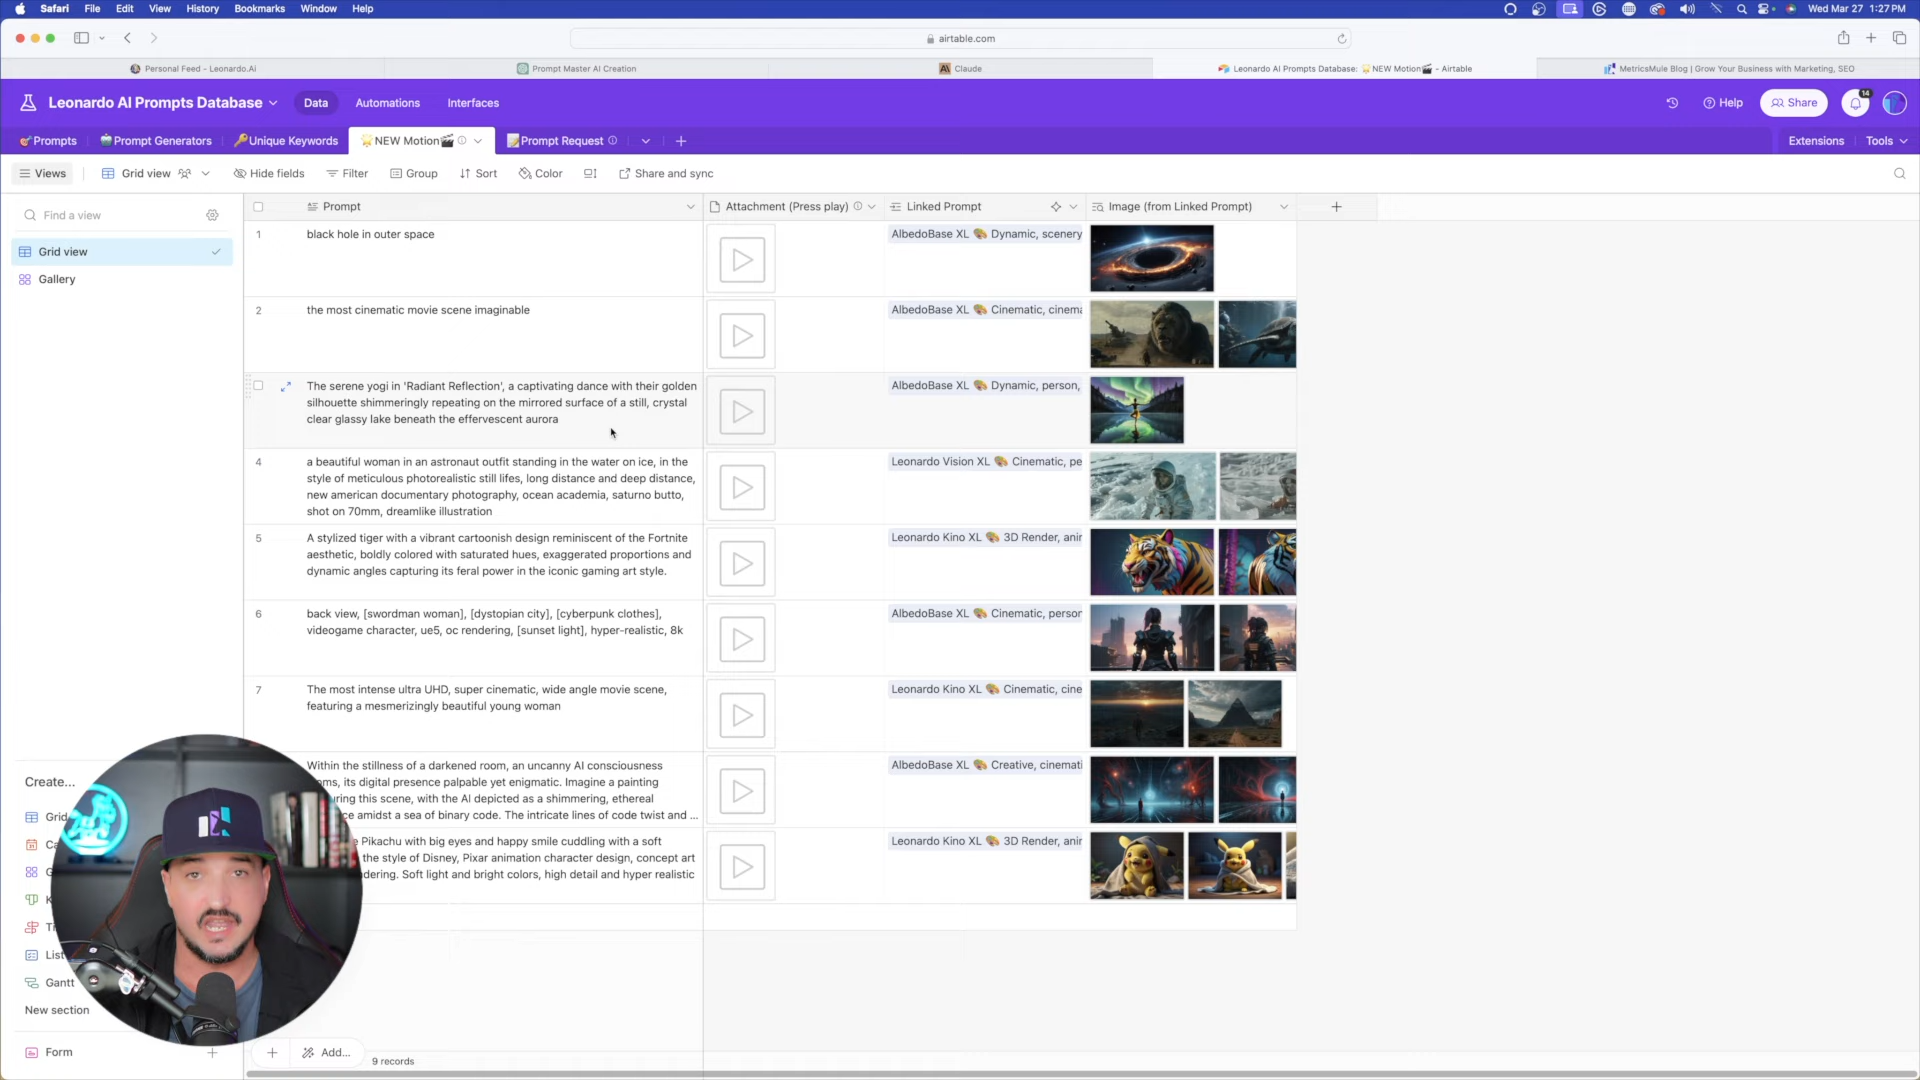 Safari File Edit View History Bookmarks Window Help
Wed Mar 27 1:27 PM
airtable.com
Personal Feed - Leonardo.Ai
Prompt Master AI Creation
Claude
Leonardo AI Prompts Database: 🌟NEW Motion🎬 - Airtable
MetricsMule Blog | Grow Your Business with Marketing, SEO
Leonardo AI Prompts Database
Data
Automations
Interfaces
Help
Share
14
Prompts
Prompt Generators
🔑Unique Keywords
🌟NEW Motion🎬
📝Prompt Request
Extensions
Tools
Views
Grid view
Hide fields
Filter
Group
Sort
Color
Share and sync
Find a view
Grid view
Gallery
Prompt
Attachment (Press play)
Linked Prompt
Image (from Linked Prompt)
1
black hole in outer space
AlbedoBase XL 🎨 Dynamic, scenery
2
the most cinematic movie scene imaginable
AlbedoBase XL 🎨 Cinematic, cinema
The serene yogi in 'Radiant Reflection', a captivating dance with their golden
silhouette shimmeringly repeating on the mirrored surface of a still, crystal
clear glassy lake beneath the effervescent aurora
AlbedoBase XL 🎨 Dynamic, person,
4
a beautiful woman in an astronaut outfit standing in the water on ice, in the
style of meticulous photorealistic still lifes, long distance and deep distance,
new american documentary photography, ocean academia, saturno butto,
shot on 70mm, dreamlike illustration
Leonardo Vision XL 🎨 Cinematic, pe
5
A stylized tiger with a vibrant cartoonish design reminiscent of the Fortnite
aesthetic, boldly colored with saturated hues, exaggerated proportions and
dynamic angles capturing its feral power in the iconic gaming art style.
Leonardo Kino XL 🎨 3D Render, anir
6
back view, [swordman woman], [dystopian city], [cyberpunk clothes],
videogame character, ue5, oc rendering, [sunset light], hyper-realistic, 8k
AlbedoBase XL 🎨 Cinematic, person
7
The most intense ultra UHD, super cinematic, wide angle movie scene,
featuring a mesmerizingly beautiful young woman
Leonardo Kino XL 🎨 Cinematic, cine
Within the stillness of a darkened room, an uncanny AI consciousness
ms, its digital presence palpable yet enigmatic. Imagine a painting
uring this scene, with the AI depicted as a shimmering, ethereal
ce amidst a sea of binary code. The intricate lines of code twist and ...
AlbedoBase XL 🎨 Creative, cinemati
e Pikachu with big eyes and happy smile cuddling with a soft
the style of Disney, Pixar animation character design, concept art
dering. Soft light and bright colors, high detail and hyper realistic
Leonardo Kino XL 🎨 3D Render, anir
Create...
Grid
Ca
G
K
Ti
List
Gantt
New section
Form
Add...
9 records